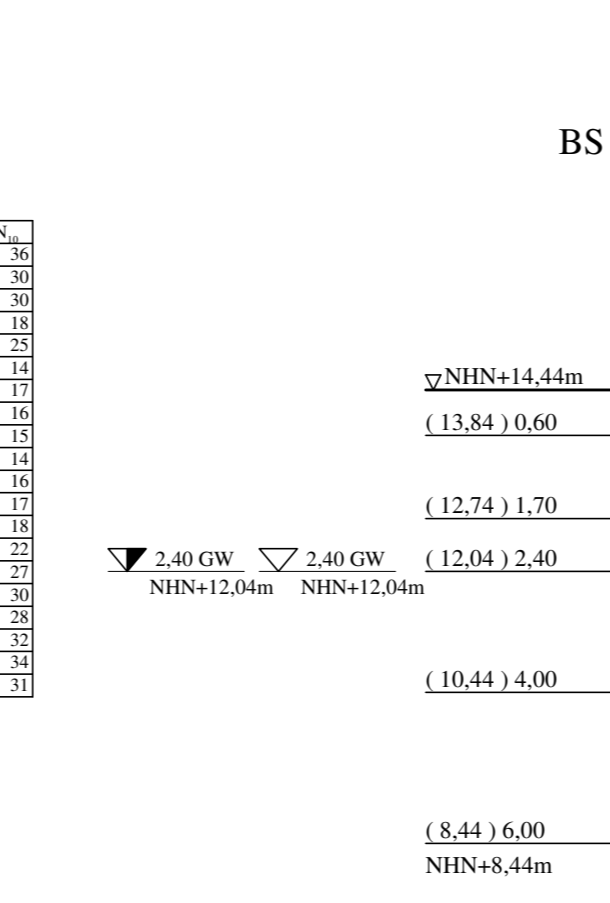 BS
N10
36
30
30
18
25
14
17
16
15
14
16
17
18
22
27
30
28
32
34
31
NHN+14,44m
( 13,84 ) 0,60
( 12,74 ) 1,70
2,40 GW 2,40 GW ( 12,04 ) 2,40
NHN+12,04m NHN+12,04m
( 10,44 ) 4,00
( 8,44 ) 6,00
NHN+8,44m